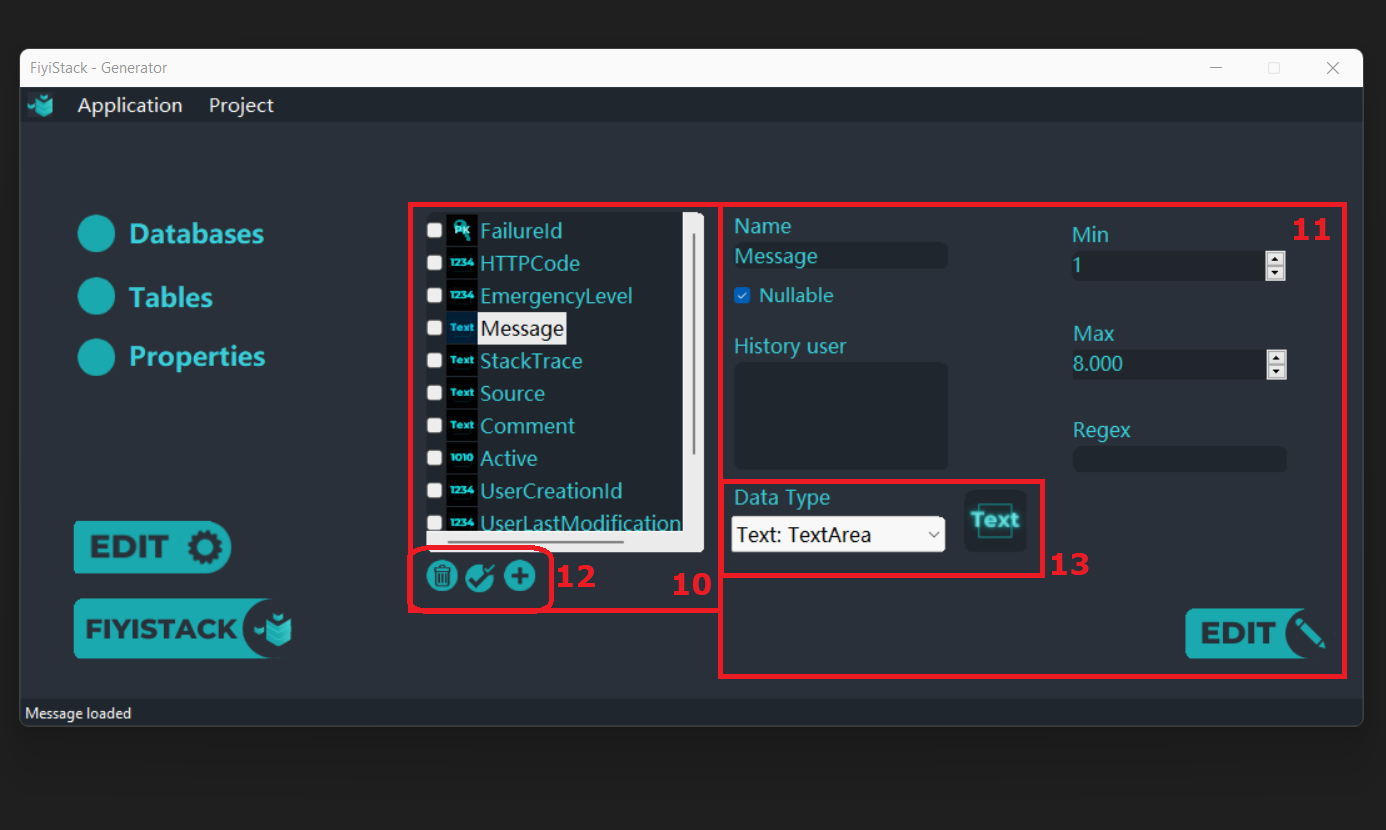 FiyiStack - Generator
Application Project
Databases
Tables
Properties
EDIT
FIYISTACK
PK FailureId
1234 HTTPCode
1234 EmergencyLevel
Text Message
Text StackTrace
Text Source
Text Comment
1010 Active
1234 UserCreationId
1234 UserLastModification
12
10
Name
Message
Nullable
History user
Data Type
Text: TextArea
Text
13
Min
1
11
Max
8.000
Regex
EDIT
Message loaded